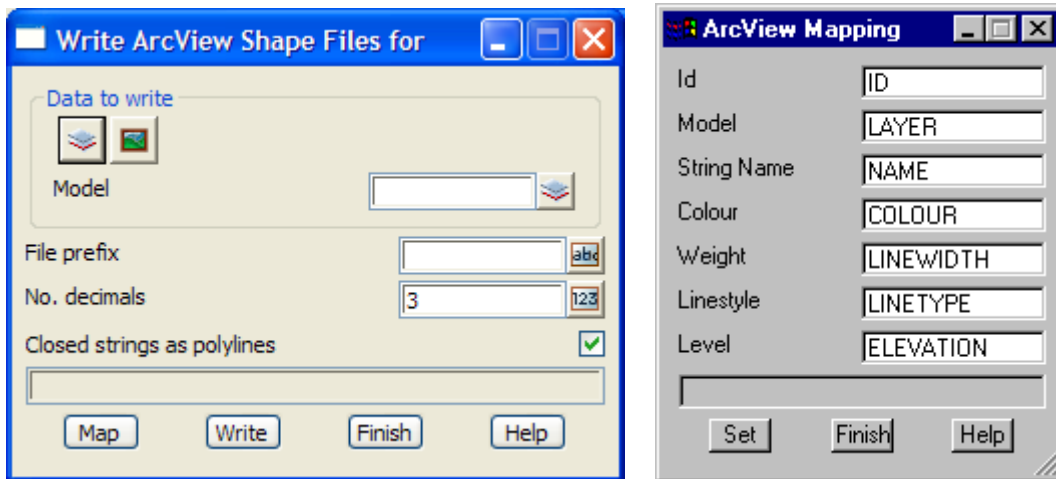 Write ArcView Shape Files for
Data to write
Model
File prefix
abc
No. decimals
3
123
Closed strings as polylines
Map Write Finish Help
ArcView Mapping
Id ID
Model LAYER
String Name NAME
Colour COLOUR
Weight LINEWIDTH
Linestyle LINETYPE
Level ELEVATION
Set Finish Help